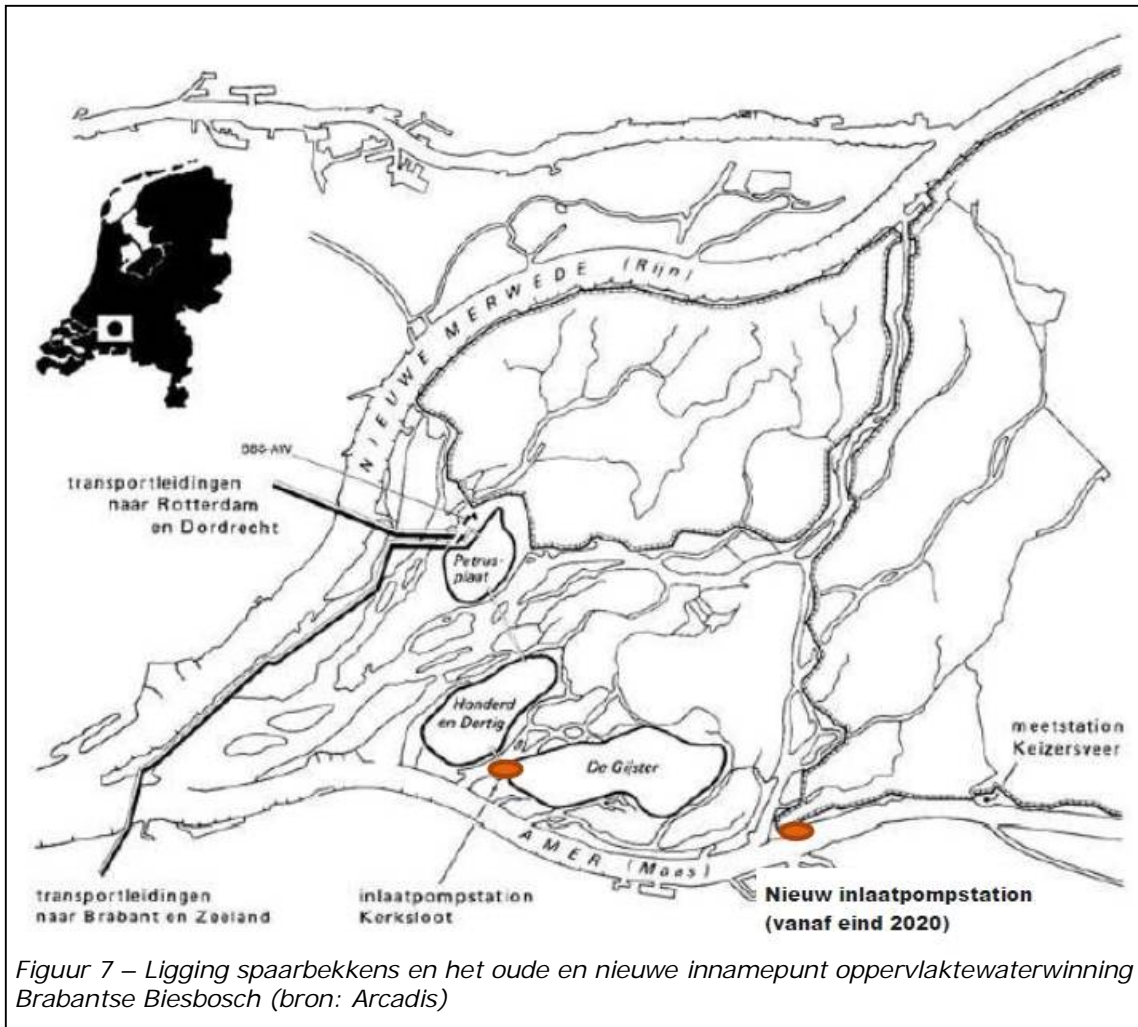 NIEUWE MERWEDE (Rijn)
BBG-AW
transportleidingen
naar Rotterdam
en Dordrecht
Petrus-
plaat
Honderd
en Dertig
De Gijster
meetstation
Keizersveer
AMER (Maas)
transportleidingen
naar Brabant en Zeeland
inlaatpompstation
Kerksloot
Nieuw inlaatpompstation
(vanaf eind 2020)
Figuur 7 – Ligging spaarbekkens en het oude en nieuwe innamepunt oppervlaktewaterwinning
Brabantse Biesbosch (bron: Arcadis)